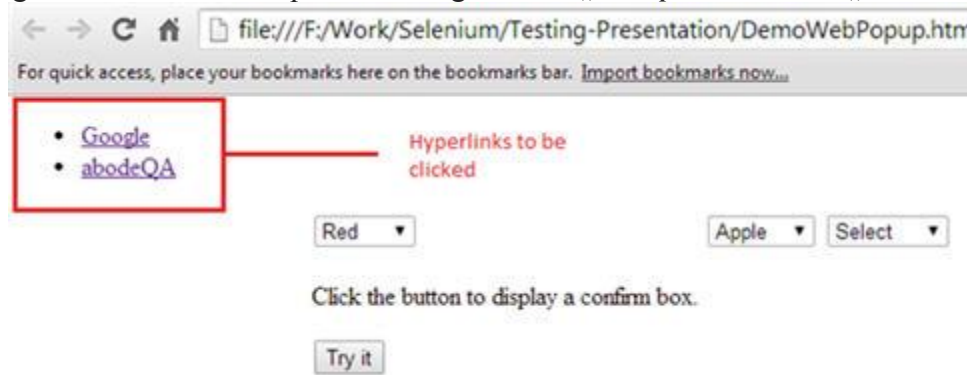 file:///F:/Work/Selenium/Testing-Presentation/DemoWebPopup.htm
For quick access, place your bookmarks here on the bookmarks bar. Import bookmarks now...
• Google
• abodeQA
Hyperlinks to be
clicked
Red Apple Select
Click the button to display a confirm box.
Try it